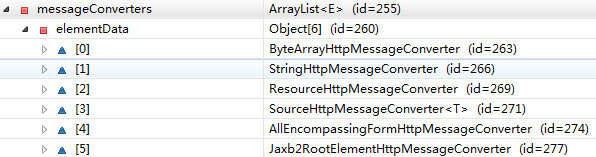 messageConverters ArrayList<E> (id=255)
elementData Object[6] (id=260)
[0] ByteArrayHttpMessageConverter (id=263)
[1] StringHttpMessageConverter (id=266)
[2] ResourceHttpMessageConverter (id=269)
[3] SourceHttpMessageConverter<T> (id=271)
[4] AllEncompassingFormHttpMessageConverter (id=274)
[5] Jaxb2RootElementHttpMessageConverter (id=277)